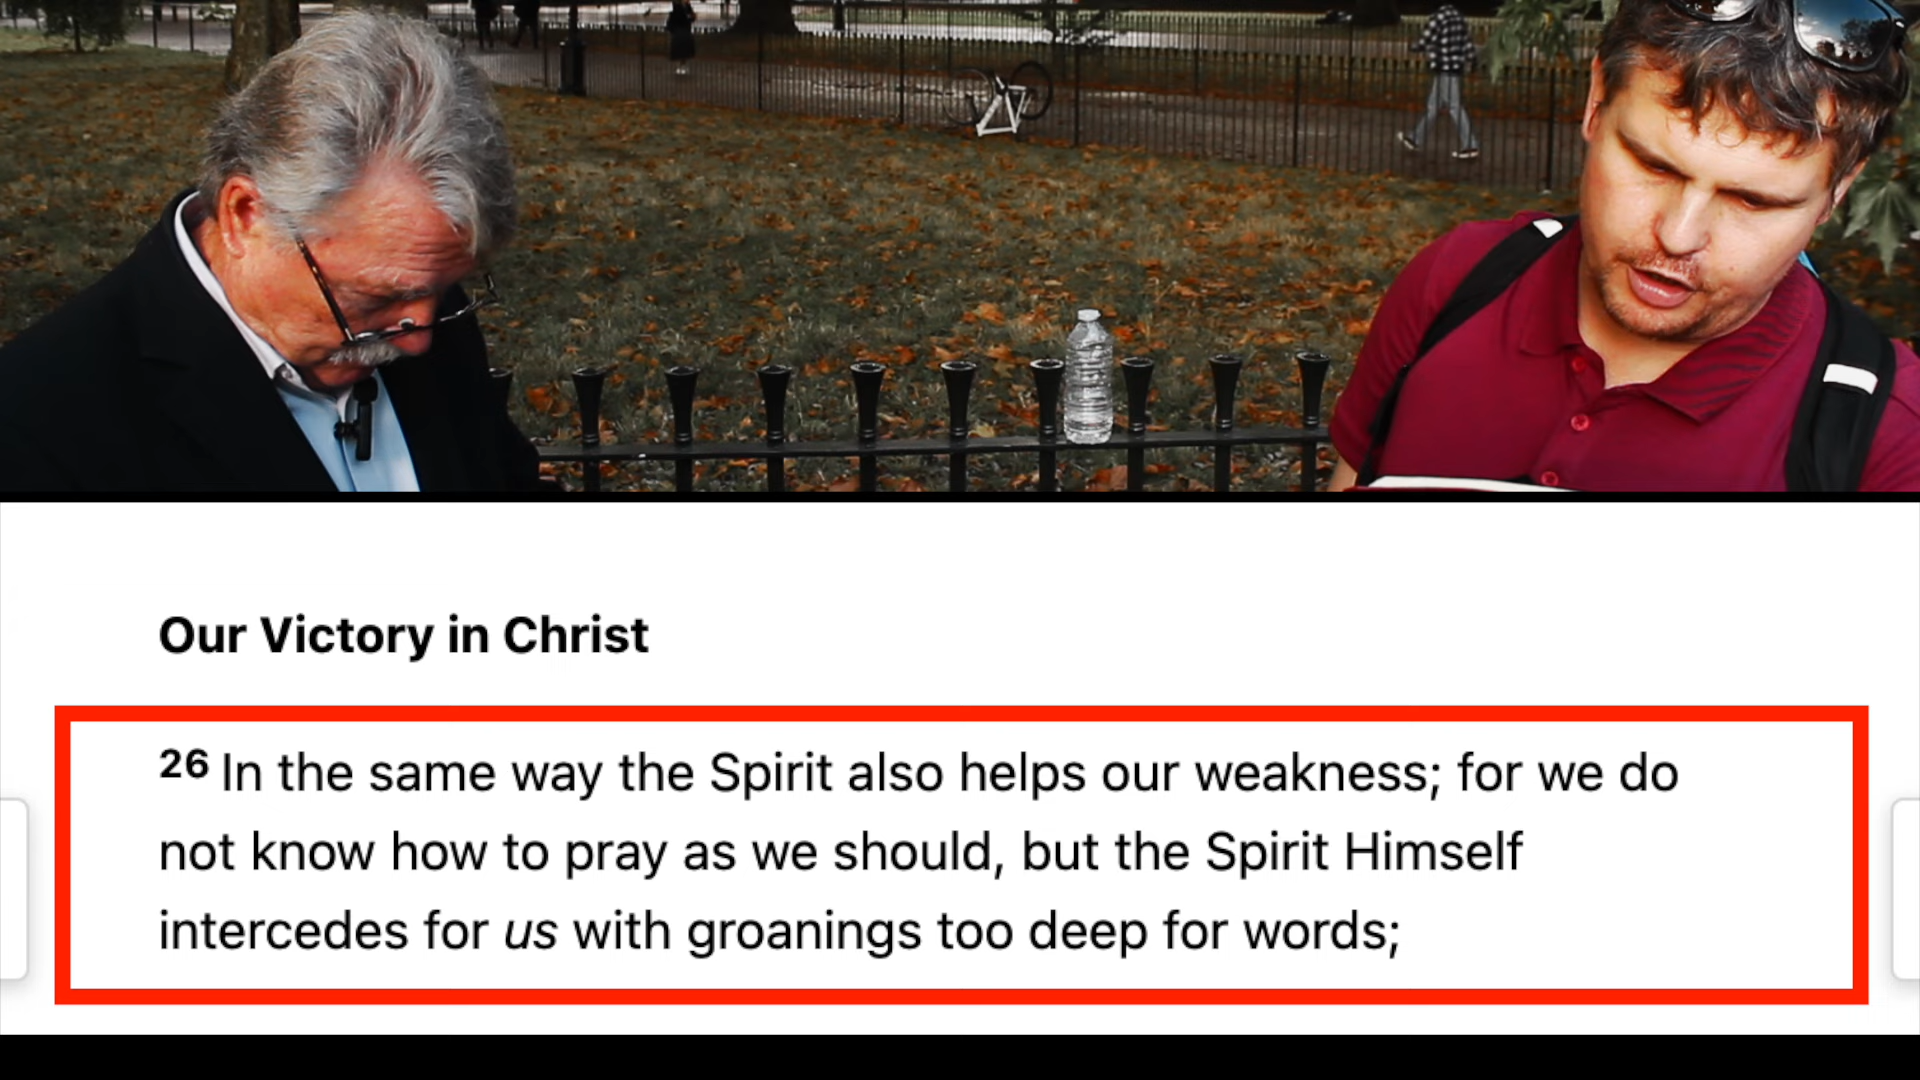 Our Victory in Christ
26 In the same way the Spirit also helps our weakness; for we do
not know how to pray as we should, but the Spirit Himself
intercedes for us with groanings too deep for words;